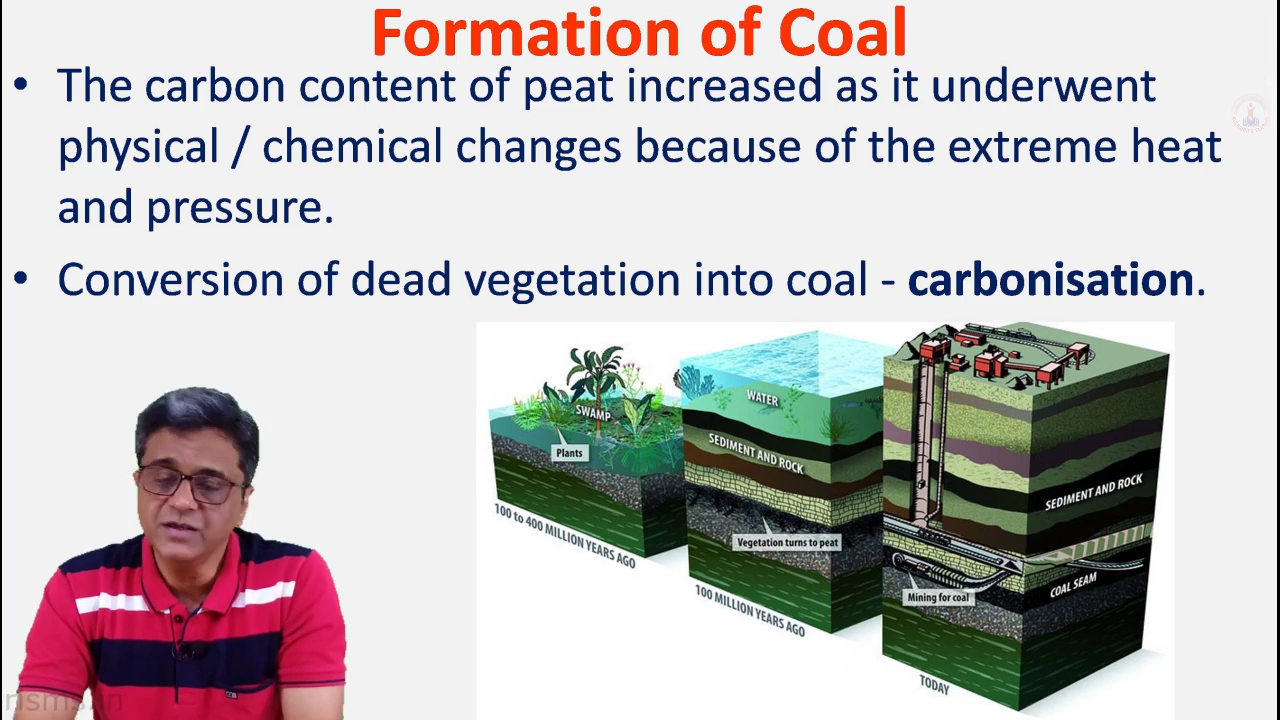 Formation of Coal
• The carbon content of peat increased as it underwent
physical / chemical changes because of the extreme heat
and pressure.
• Conversion of dead vegetation into coal - carbonisation.
SWAMP
Plants
100 to 400 MILLION YEARS AGO
WATER
SEDIMENT AND ROCK
Vegetation turns to peat
100 MILLION YEARS AGO
SEDIMENT AND ROCK
COAL SEAM
Mining for coal
TODAY